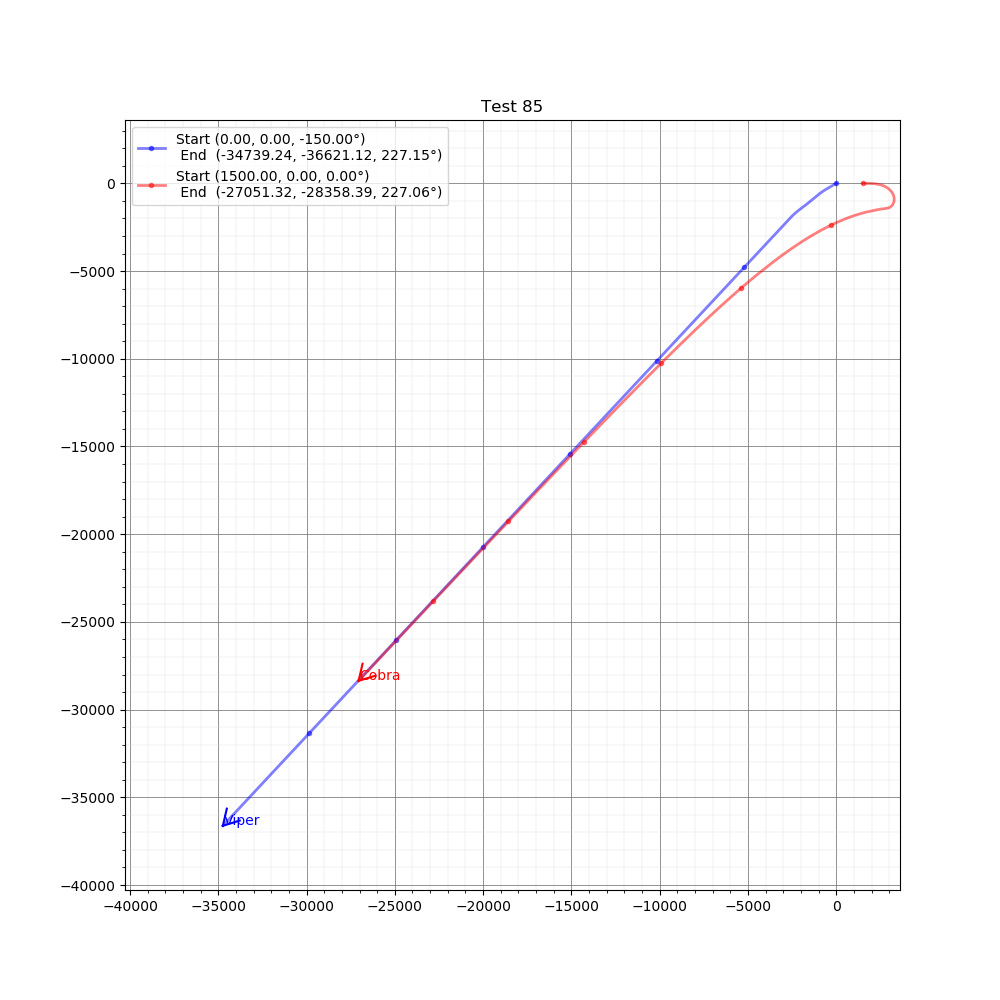 Test 85
Start (0.00, 0.00, -150.00°)
End (-34739.24, -36621.12, 227.15°)
Start (1500.00, 0.00, 0.00°)
End (-27051.32, -28358.39, 227.06°)
0
−5000
−10000
−15000
−20000
−25000
−30000
−35000
−40000
Cobra
Viper
−40000 −35000 −30000 −25000 −20000 −15000 −10000 −5000 0